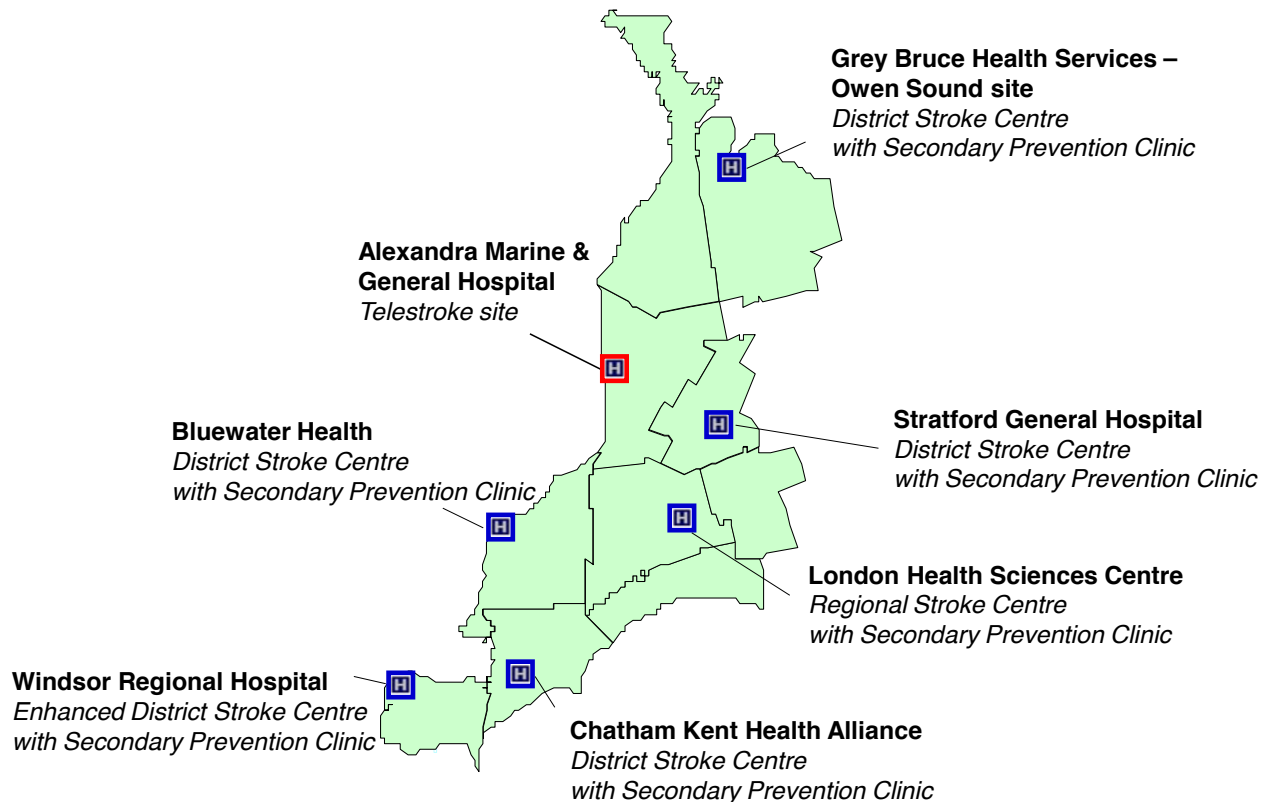 Grey Bruce Health Services –
Owen Sound site
District Stroke Centre
with Secondary Prevention Clinic
H
Alexandra Marine &
General Hospital
Telestroke site
H
Stratford General Hospital
District Stroke Centre
with Secondary Prevention Clinic
H
Bluewater Health
District Stroke Centre
with Secondary Prevention Clinic
H
London Health Sciences Centre
Regional Stroke Centre
with Secondary Prevention Clinic
H
Windsor Regional Hospital
Enhanced District Stroke Centre
with Secondary Prevention Clinic
H
Chatham Kent Health Alliance
District Stroke Centre
with Secondary Prevention Clinic
H